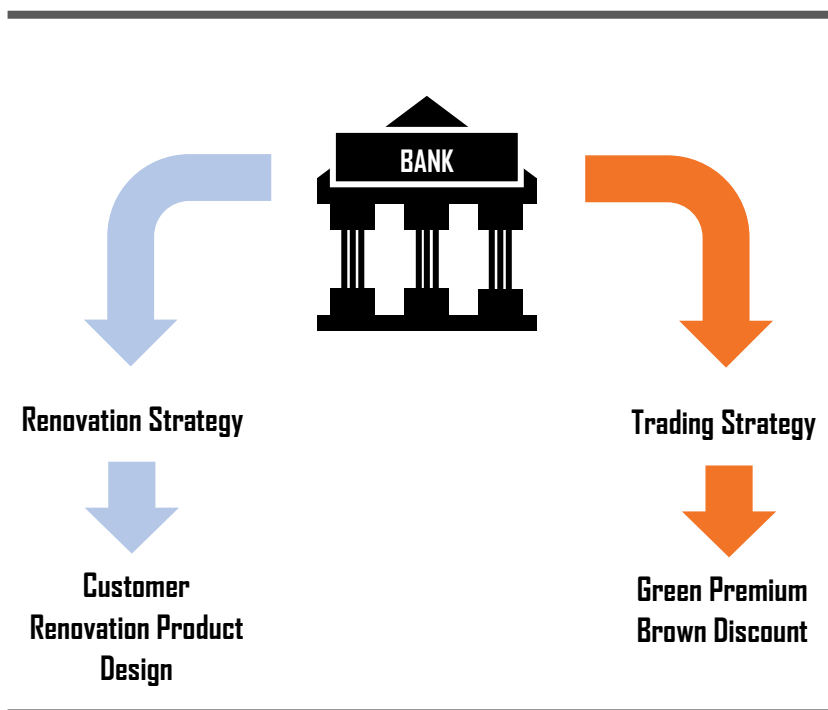 BANK
Renovation Strategy
Trading Strategy
Customer
Renovation Product
Design
Green Premium
Brown Discount